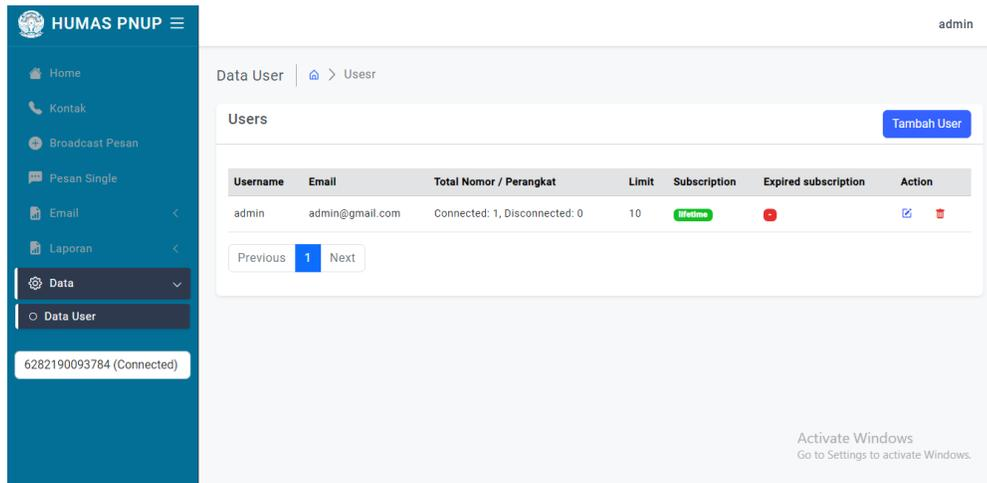 HUMAS PNUP
admin
Home
Kontak
Broadcast Pesan
Pesan Single
Email
Laporan
Data
Data User
6282190093784 (Connected)
Data User
Usesr
Users
Tambah User
Username Email Total Nomor / Perangkat Limit Subscription Expired subscription Action
admin admin@gmail.com Connected: 1, Disconnected: 0 10 lifetime -
Previous 1 Next
Activate Windows
Go to Settings to activate Windows.